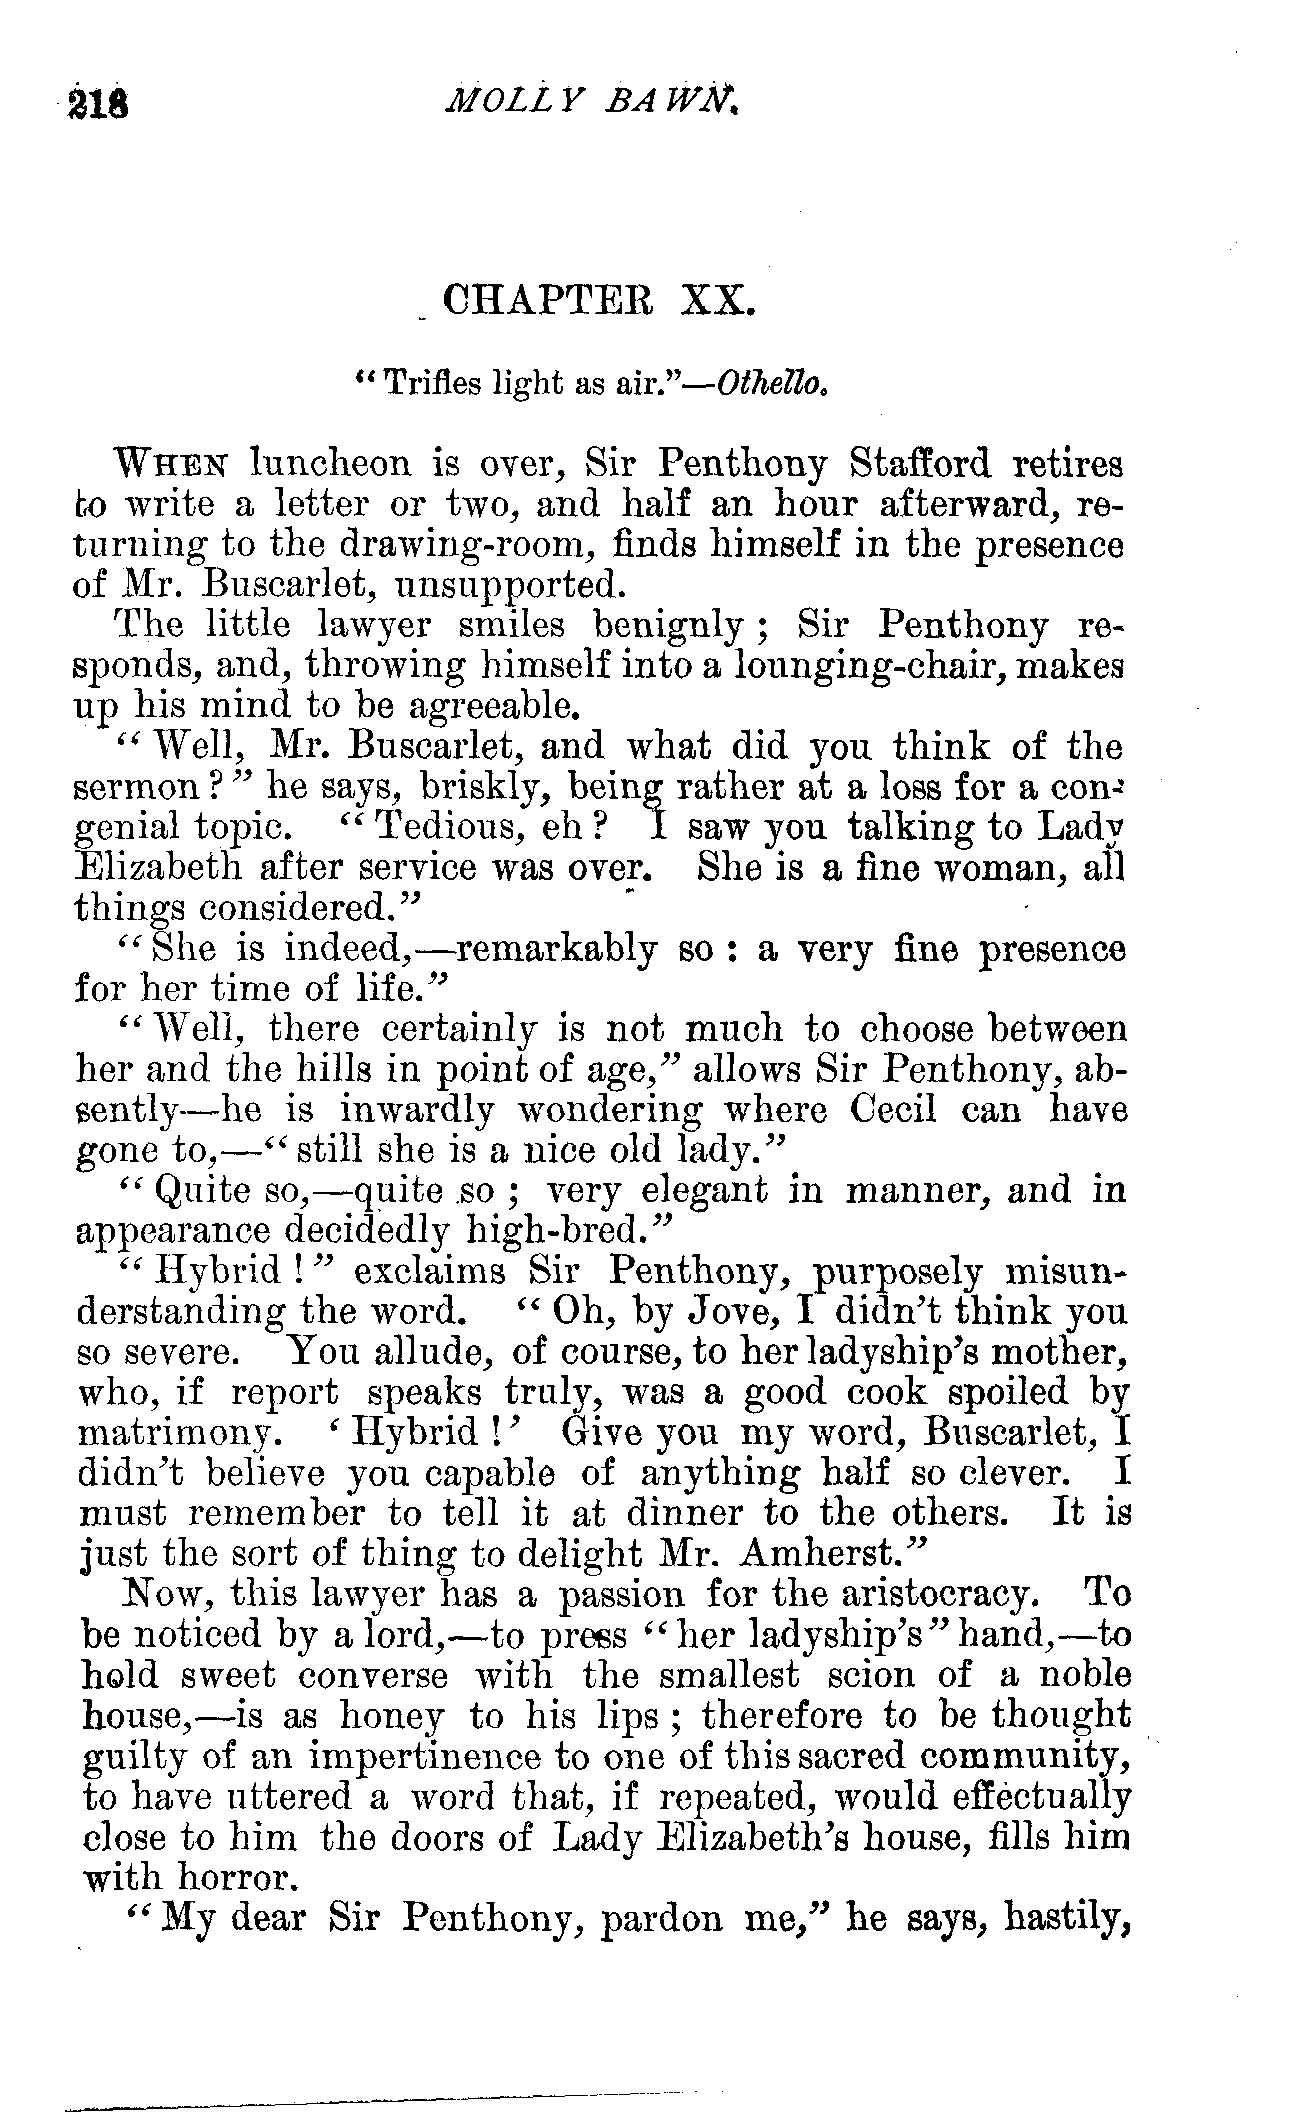 218 MOLLY BAWN.
CHAPTER XX.
"Trifles light as air."—Othello.
WHEN luncheon is over, Sir Penthony Stafford retires
to write a letter or two, and half an hour afterward, re-
turning to the drawing-room, finds himself in the presence
of Mr. Buscarlet, unsupported.
The little lawyer smiles benignly; Sir Penthony re-
sponds, and, throwing himself into a lounging-chair, makes
up his mind to be agreeable.
"Well, Mr. Buscarlet, and what did you think of the
sermon?" he says, briskly, being rather at a loss for a con-
genial topic. "Tedious, eh? I saw you talking to Lady
Elizabeth after service was over. She is a fine woman, all
things considered."
"She is indeed,—remarkably so: a very fine presence
for her time of life."
"Well, there certainly is not much to choose between
her and the hills in point of age," allows Sir Penthony, ab-
sently—he is inwardly wondering where Cecil can have
gone to,—"still she is a nice old lady."
"Quite so,—quite so; very elegant in manner, and in
appearance decidedly high-bred."
"Hybrid!" exclaims Sir Penthony, purposely misun-
derstanding the word. "Oh, by Jove, I didn't think you
so severe. You allude, of course, to her ladyship's mother,
who, if report speaks truly, was a good cook spoiled by
matrimony. 'Hybrid!' Give you my word, Buscarlet, I
didn't believe you capable of anything half so clever. I
must remember to tell it at dinner to the others. It is
just the sort of thing to delight Mr. Amherst."
Now, this lawyer has a passion for the aristocracy. To
be noticed by a lord,—to press "her ladyship's" hand,—to
hold sweet converse with the smallest scion of a noble
house,—is as honey to his lips; therefore to be thought
guilty of an impertinence to one of this sacred community,
to have uttered a word that, if repeated, would effectually
close to him the doors of Lady Elizabeth's house, fills him
with horror.
"My dear Sir Penthony, pardon me," he says, hastily,